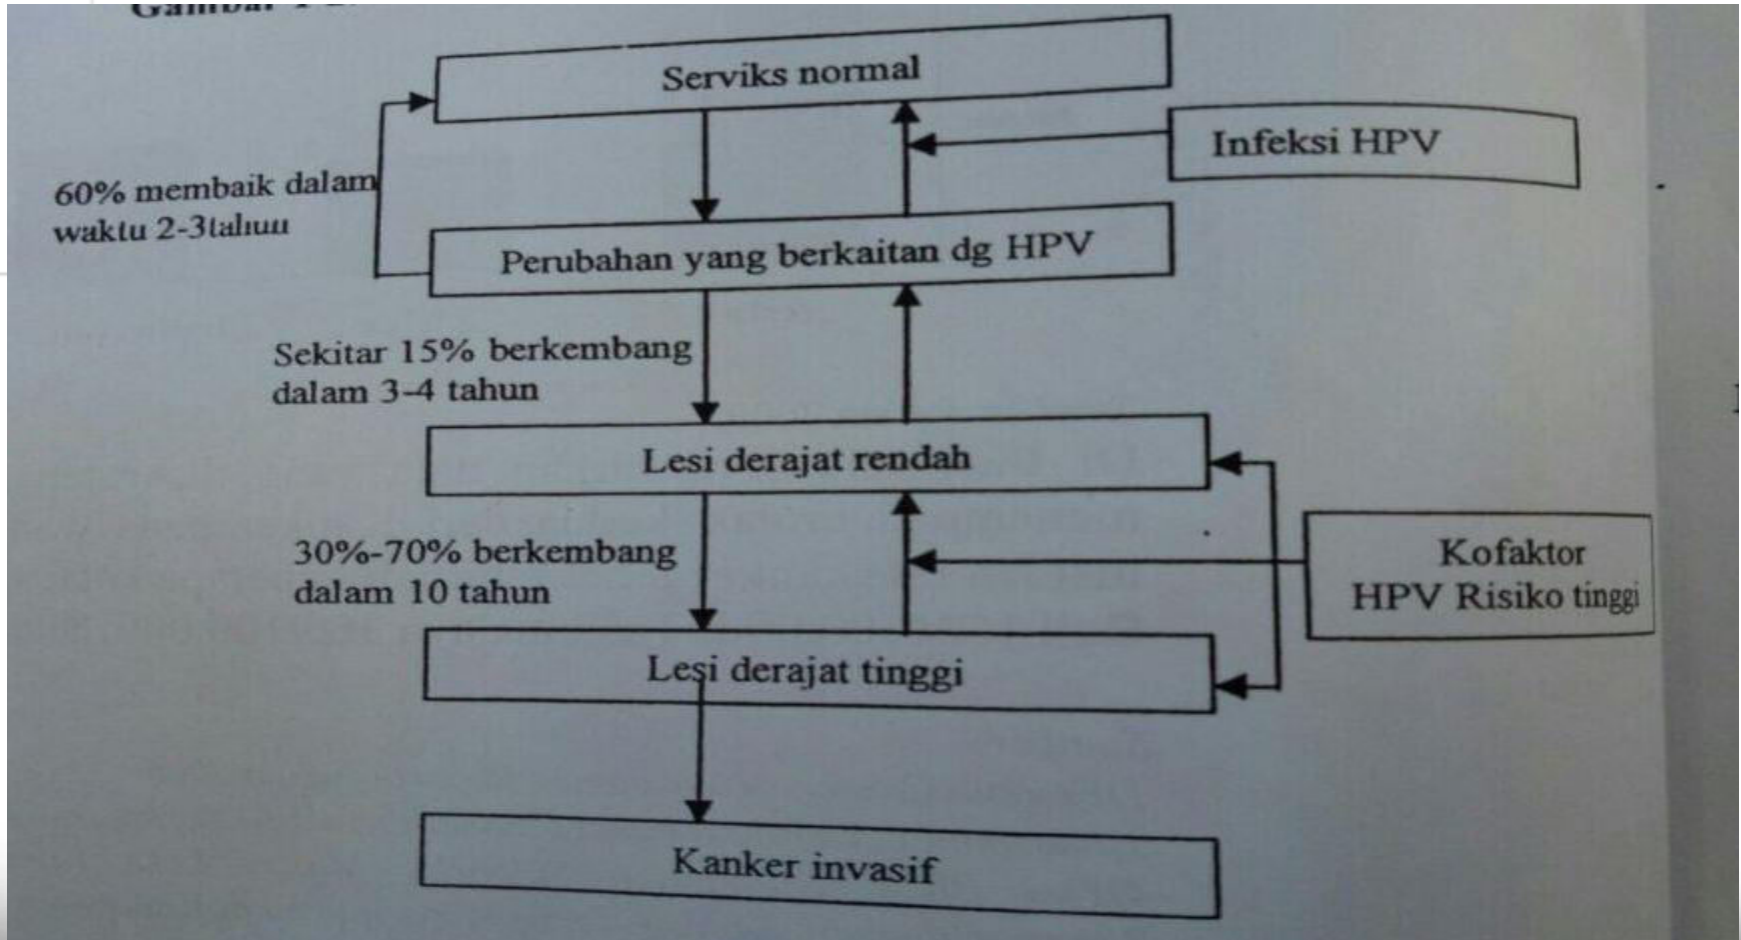 Serviks normal
Infeksi HPV
60% membaik dalam
waktu 2-3tahun
Perubahan yang berkaitan dg HPV
Sekitar 15% berkembang
dalam 3-4 tahun
Lesi derajat rendah
30%-70% berkembang
dalam 10 tahun
Kofaktor
HPV Risiko tinggi
Lesi derajat tinggi
Kanker invasif